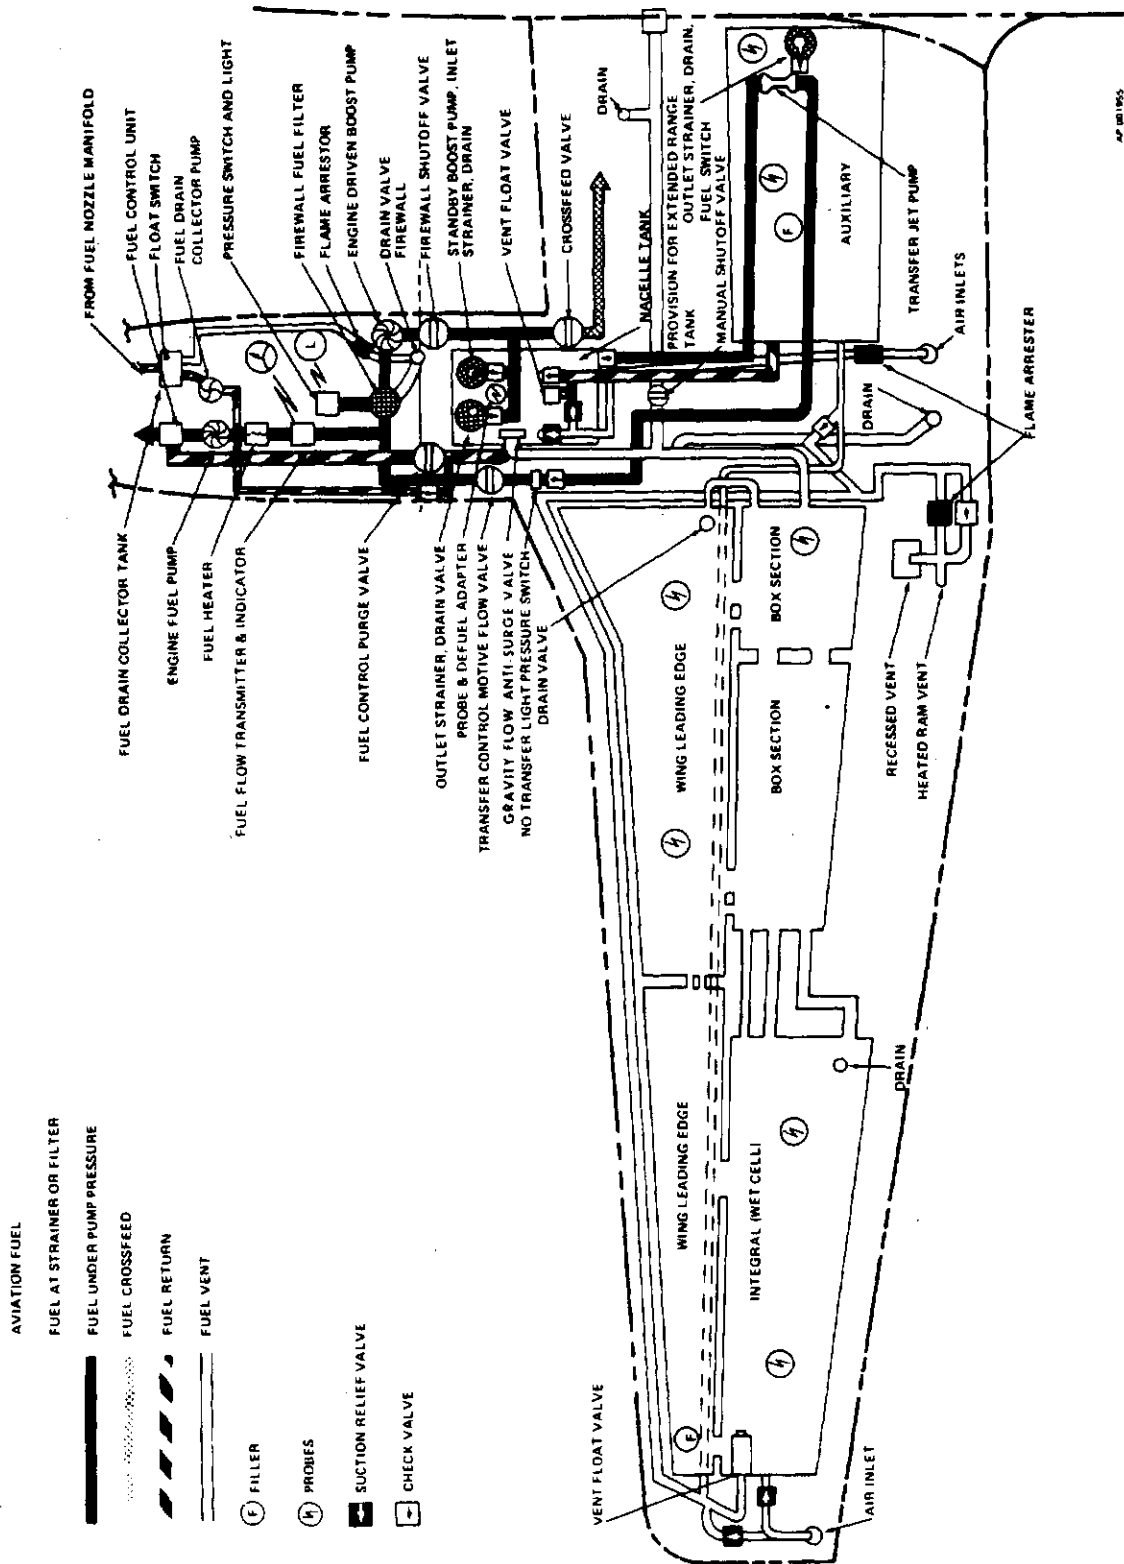 AVIATION FUEL
FUEL AT STRAINER OR FILTER
FUEL UNDER PUMP PRESSURE
FUEL CROSSFEED
FUEL RETURN
FUEL VENT
F FILLER
PROBES
SUCTION RELIEF VALVE
CHECK VALVE
FUEL DRAIN COLLECTOR TANK
ENGINE FUEL PUMP
FUEL HEATER
FUEL FLOW TRANSMITTER & INDICATOR
FUEL CONTROL PURGE VALVE
OUTLET STRAINER, DRAIN VALVE
PROBE & DEFUEL ADAPTER
TRANSFER CONTROL MOTIVE FLOW VALVE
GRAVITY FLOW ANTI-SURGE VALVE
NO TRANSFER LIGHT PRESSURE SWITCH
DRAIN VALVE
FROM FUEL NOZZLE MANIFOLD
FUEL CONTROL UNIT
FLOAT SWITCH
FUEL DRAIN
COLLECTOR PUMP
PRESSURE SWITCH AND LIGHT
L
FIREWALL FUEL FILTER
FLAME ARRESTOR
ENGINE DRIVEN BOOST PUMP
DRAIN VALVE
FIREWALL
FIREWALL SHUTOFF VALVE
STANDBY BOOST PUMP, INLET
STRAINER, DRAIN
VENT FLOAT VALVE
CROSSFEED VALVE
DRAIN
NACELLE TANK
PROVISION FOR EXTENDED RANGE
TANK
MANUAL SHUTOFF VALVE
OUTLET STRAINER, DRAIN,
FUEL SWITCH
F
AUXILIARY
TRANSFER JET PUMP
AIR INLETS
DRAIN
FLAME ARRESTER
WING LEADING EDGE
BOX SECTION
BOX SECTION
RECESSED VENT
HEATED RAM VENT
WING LEADING EDGE
INTEGRAL (WET CELL)
DRAIN
F
VENT FLOAT VALVE
AIR INLET